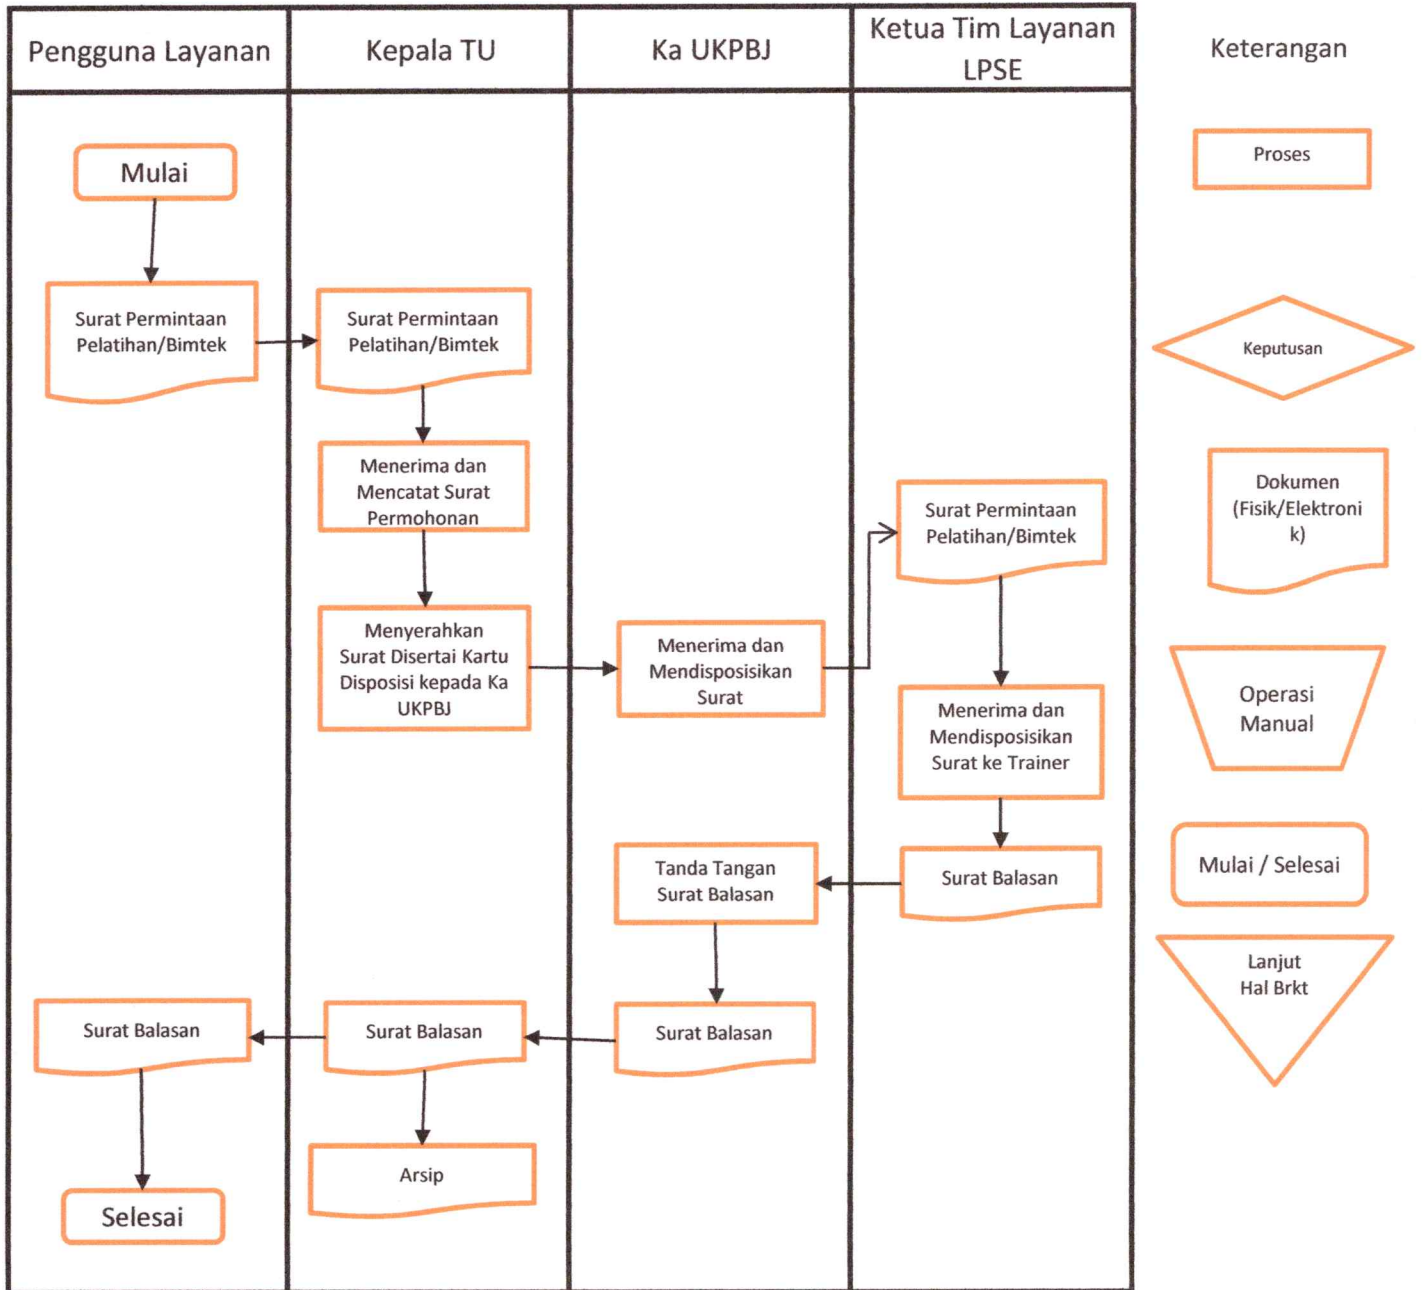 Pengguna Layanan
Kepala TU
Ka UKPBJ
Ketua Tim Layanan
LPSE
Keterangan
Mulai
Proses
Surat Permintaan
Pelatihan/Bimtek
Surat Permintaan
Pelatihan/Bimtek
Keputusan
Menerima dan
Mencatat Surat
Permohonan
Surat Permintaan
Pelatihan/Bimtek
Dokumen
(Fisik/Elektroni
k)
Menyerahkan
Surat Disertai Kartu
Disposisi kepada Ka
UKPBJ
Menerima dan
Mendisposisikan
Surat
Menerima dan
Mendisposisikan
Surat ke Trainer
Operasi
Manual
Tanda Tangan
Surat Balasan
Surat Balasan
Mulai / Selesai
Lanjut
Hal Brkt
Surat Balasan
Surat Balasan
Surat Balasan
Arsip
Selesai